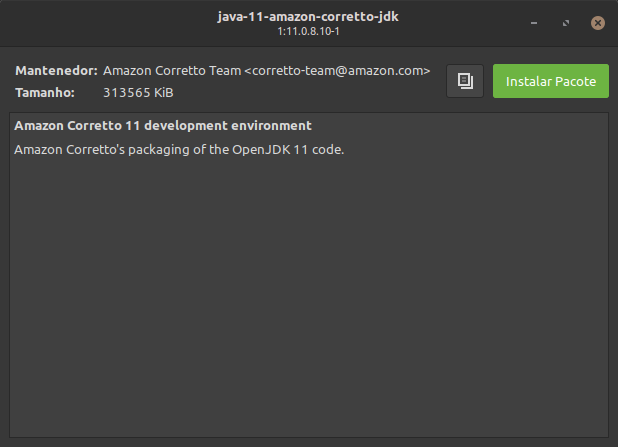 java-11-amazon-corretto-jdk
1:11.0.8.10-1
Mantenedor: Amazon Corretto Team <corretto-team@amazon.com>
Tamanho: 313565 KiB
Instalar Pacote
Amazon Corretto 11 development environment
Amazon Corretto's packaging of the OpenJDK 11 code.